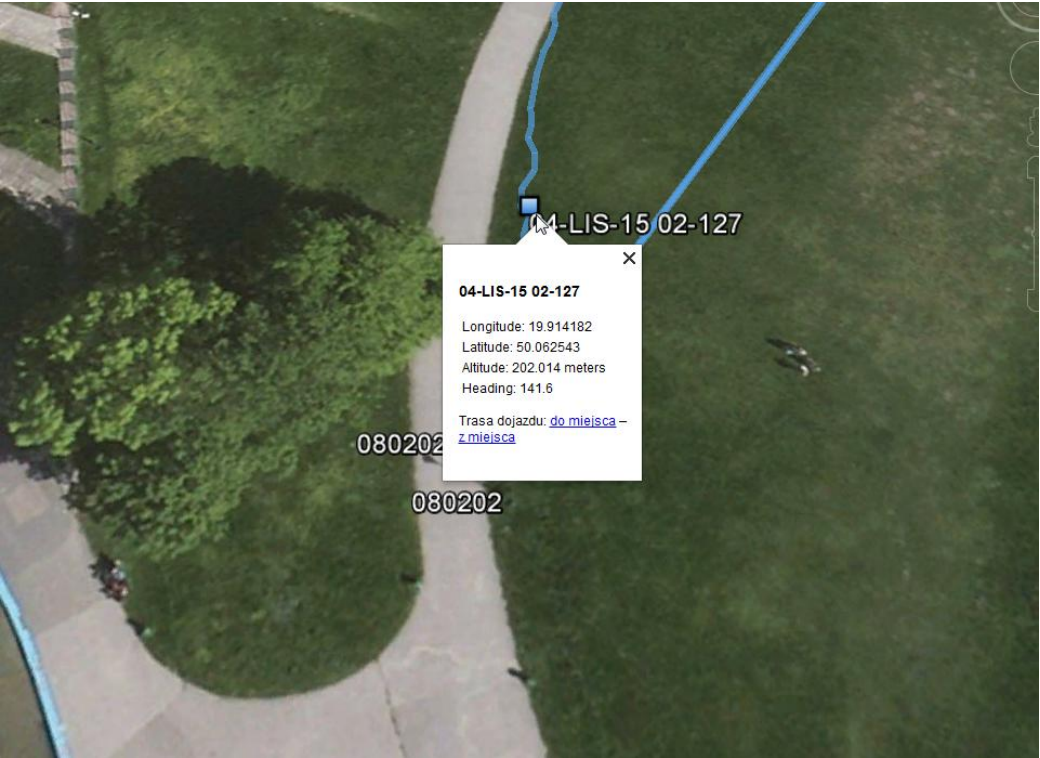 04-LIS-15 02-127
04-LIS-15 02-127
Longitude: 19.914182
Latitude: 50.062543
Altitude: 202.014 meters
Heading: 141.6
Trasa dojazdu: do miejsca –
z miejsca
080202
080202